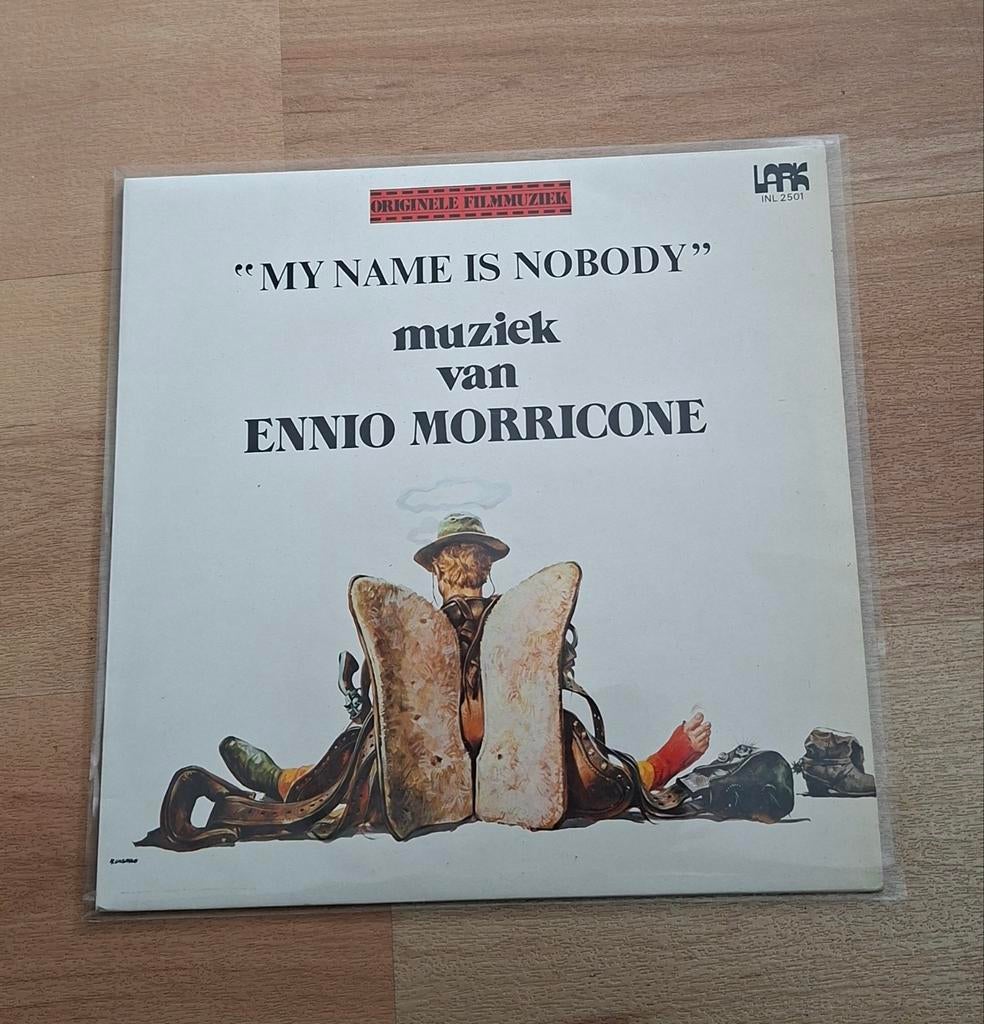 ORIGINELE FILMMUZIEK
LARK
INL 2501
“MY NAME IS NOBODY”
muziek
van
ENNIO MORRICONE